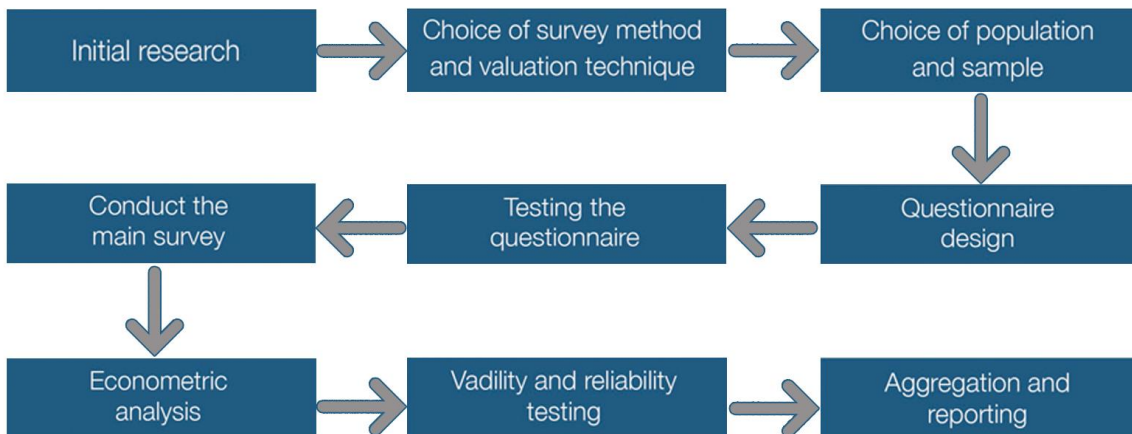 Initial research
Choice of survey method
and valuation technique
Choice of population
and sample
Questionnaire
design
Testing the
questionnaire
Conduct the
main survey
Econometric
analysis
Vadility and reliability
testing
Aggregation and
reporting